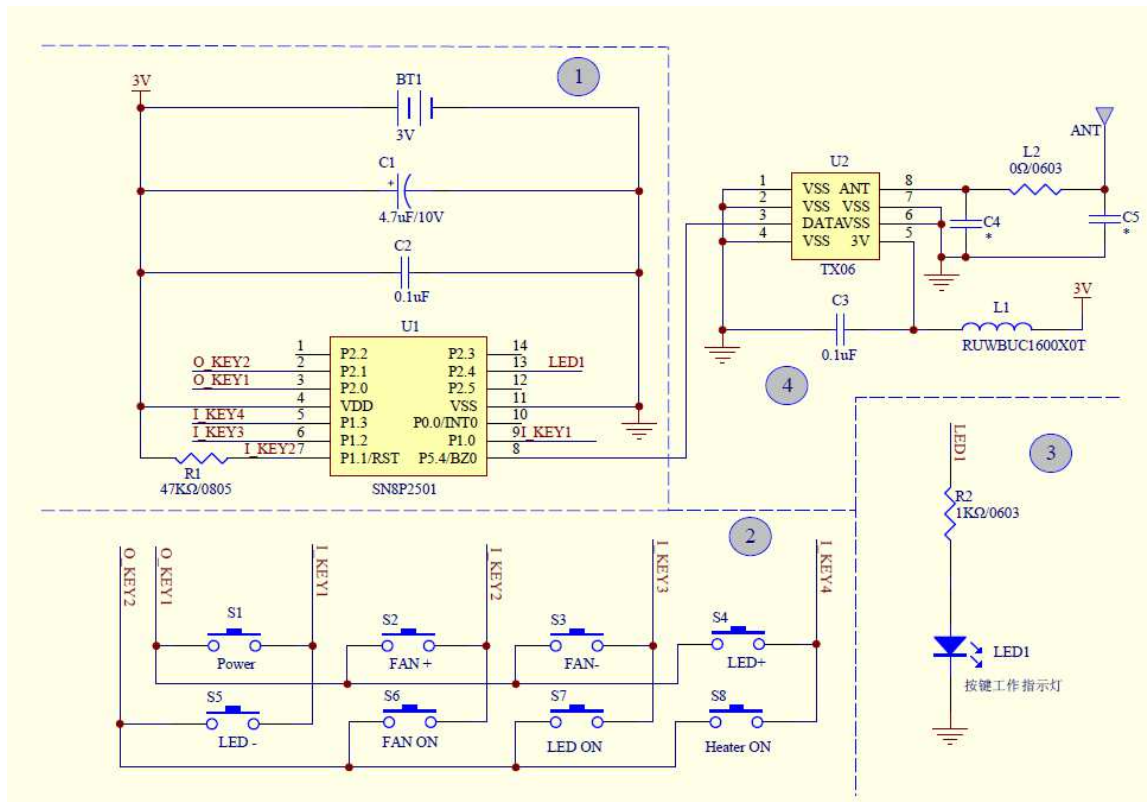 1
3V
BT1
3V
C1
+
4.7uF/10V
C2
0.1uF
U1
1 P2.2 P2.3 14
O_KEY2 2 P2.1 P2.4 13 LED1
O_KEY1 3 P2.0 P2.5 12
4 VDD VSS 11
I_KEY4 5 P1.3 P0.0/INT0 10
I_KEY3 6 P1.2 P1.0 9 I_KEY1
I_KEY2 7 P1.1/RST P5.4/BZ0 8
R1
47KΩ/0805
SN8P2501
ANT
U2
L2
0Ω/0603
1 VSS ANT 8
2 VSS VSS 7
3 DATAVSS 6
4 VSS 3V 5
TX06
C4
*
C5
*
C3
0.1uF
3V
L1
RUWBUC1600X0T
4
2
O_KEY2
O_KEY1
I_KEY1
I_KEY2
I_KEY3
I_KEY4
S1
Power
S2
FAN +
S3
FAN-
S4
LED+
S5
LED -
S6
FAN ON
S7
LED ON
S8
Heater ON
3
LED1
R2
1KΩ/0603
LED1
按键工作指示灯